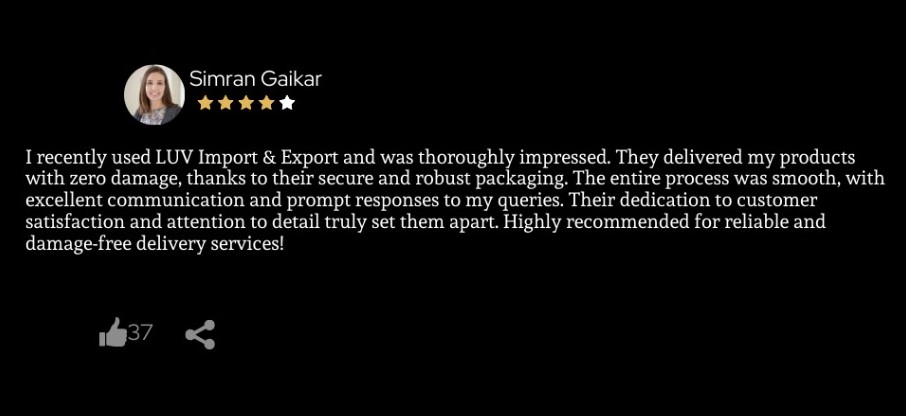 Simran Gaikar
I recently used LUV Import & Export and was thoroughly impressed. They delivered my products
with zero damage, thanks to their secure and robust packaging. The entire process was smooth, with
excellent communication and prompt responses to my queries. Their dedication to customer
satisfaction and attention to detail truly set them apart. Highly recommended for reliable and
damage-free delivery services!
37